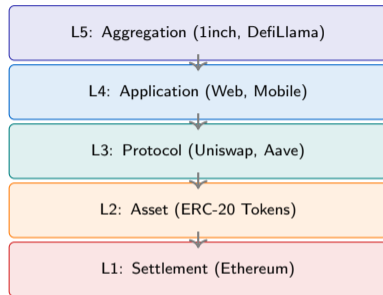 L5: Aggregation (1inch, DefiLlama)
L4: Application (Web, Mobile)
L3: Protocol (Uniswap, Aave)
L2: Asset (ERC-20 Tokens)
L1: Settlement (Ethereum)